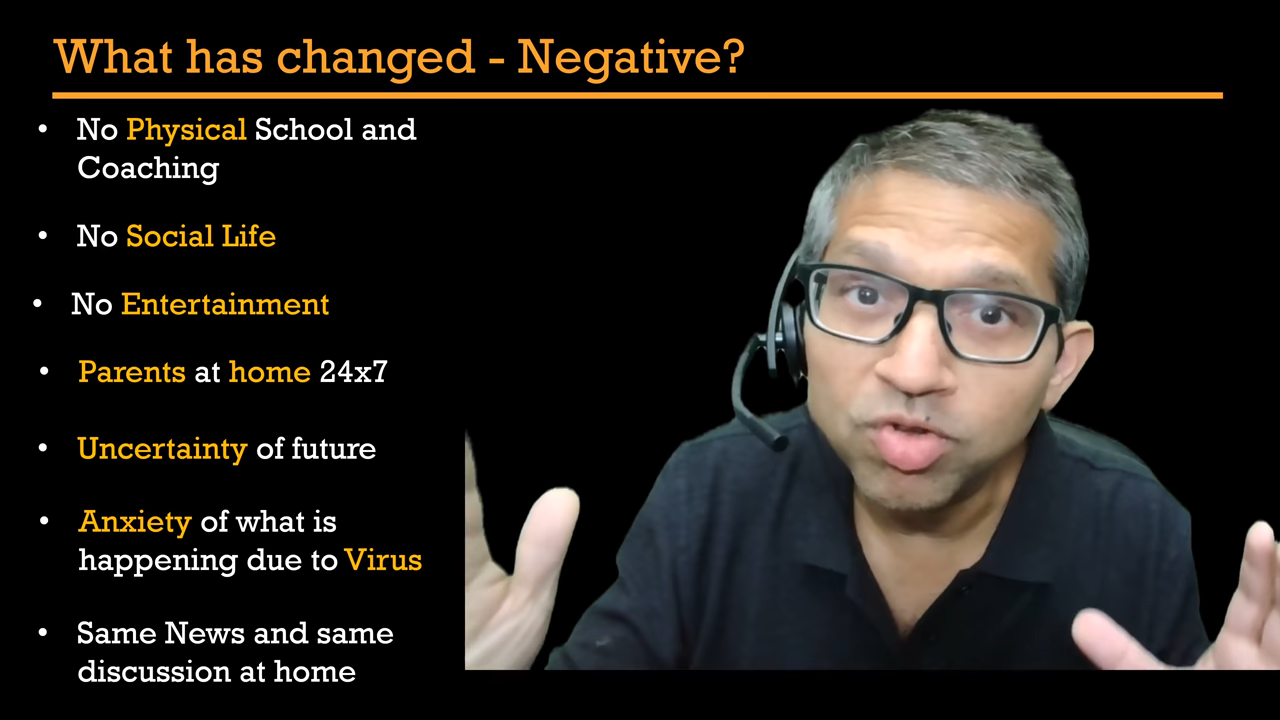 What has changed - Negative?
• No Physical School and
Coaching
• No Social Life
• No Entertainment
• Parents at home 24x7
• Uncertainty of future
• Anxiety of what is
happening due to Virus
• Same News and same
discussion at home